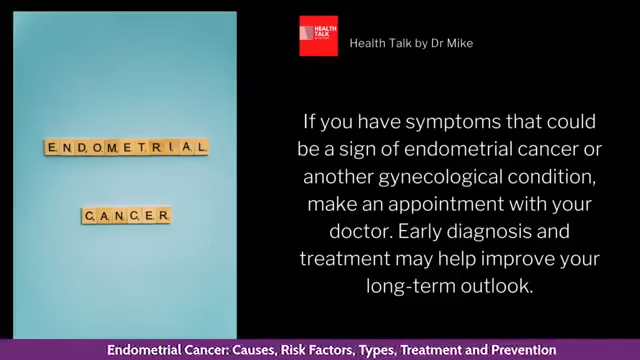 ENDOMETRIAL
CANCER
HEALTH
TALK
Health Talk by Dr Mike
If you have symptoms that could
be a sign of endometrial cancer or
another gynecological condition,
make an appointment with your
doctor. Early diagnosis and
treatment may help improve your
long-term outlook.
Endometrial Cancer: Causes, Risk Factors, Types, Treatment and Prevention